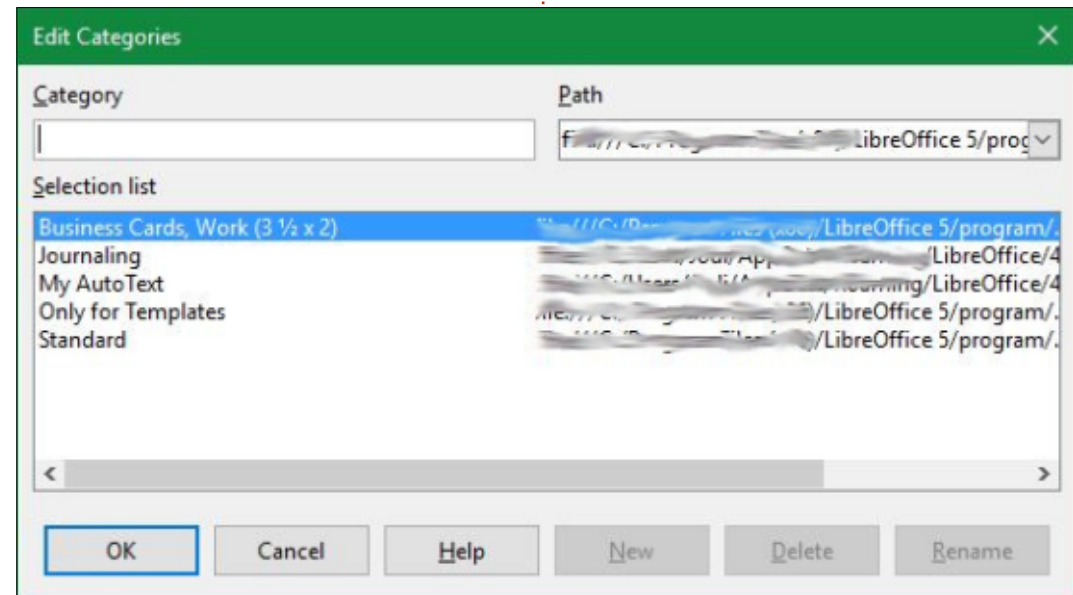 Edit Categories
Category Path
LibreOffice 5/prog
Selection list
Business Cards, Work (3 ½ x 2) /LibreOffice 5/program/.
Journaling /LibreOffice/4
My AutoText /LibreOffice/4
Only for Templates /LibreOffice 5/program/.
Standard /LibreOffice 5/program/.
OK Cancel Help New Delete Rename